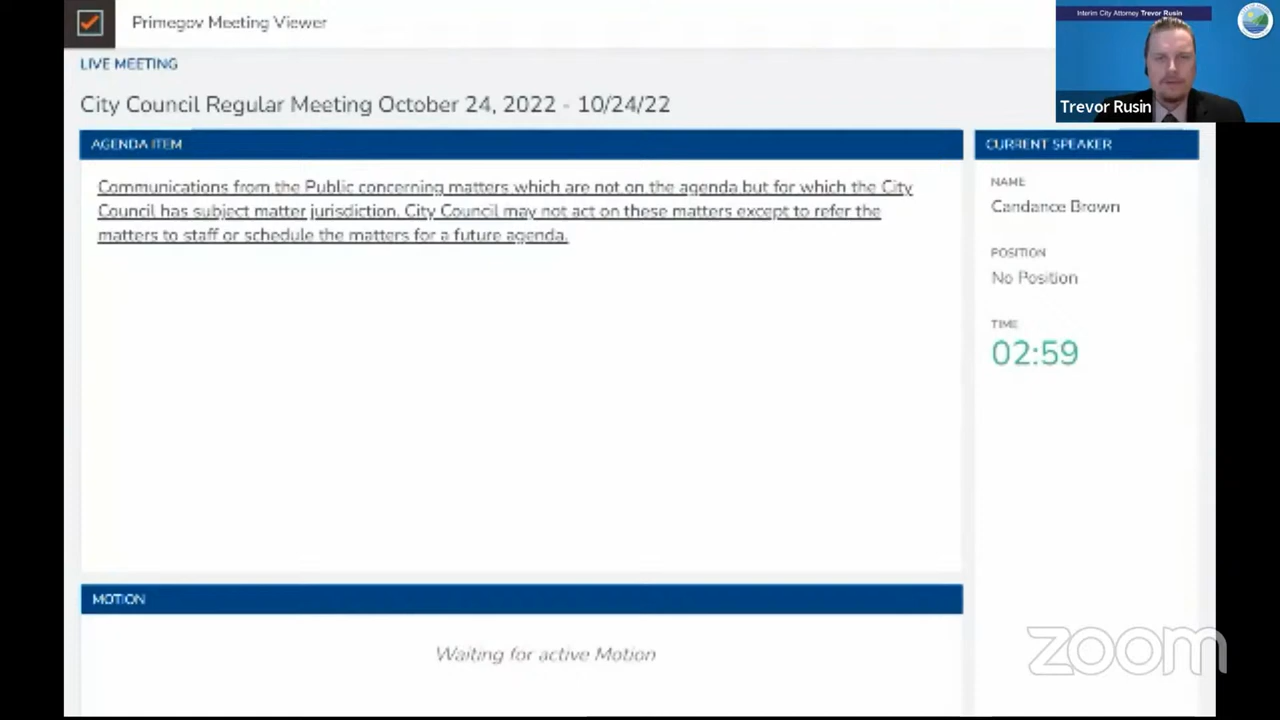 Primegov Meeting Viewer
Interim City Attorney Trevor Rusin
LIVE MEETING
City Council Regular Meeting October 24, 2022 - 10/24/22
Trevor Rusin
AGENDA ITEM
CURRENT SPEAKER
Communications from the Public concerning matters which are not on the agenda but for which the City
Council has subject matter jurisdiction. City Council may not act on these matters except to refer the
matters to staff or schedule the matters for a future agenda.
NAME
Candance Brown
POSITION
No Position
TIME
02:59
MOTION
Waiting for active Motion
zoom